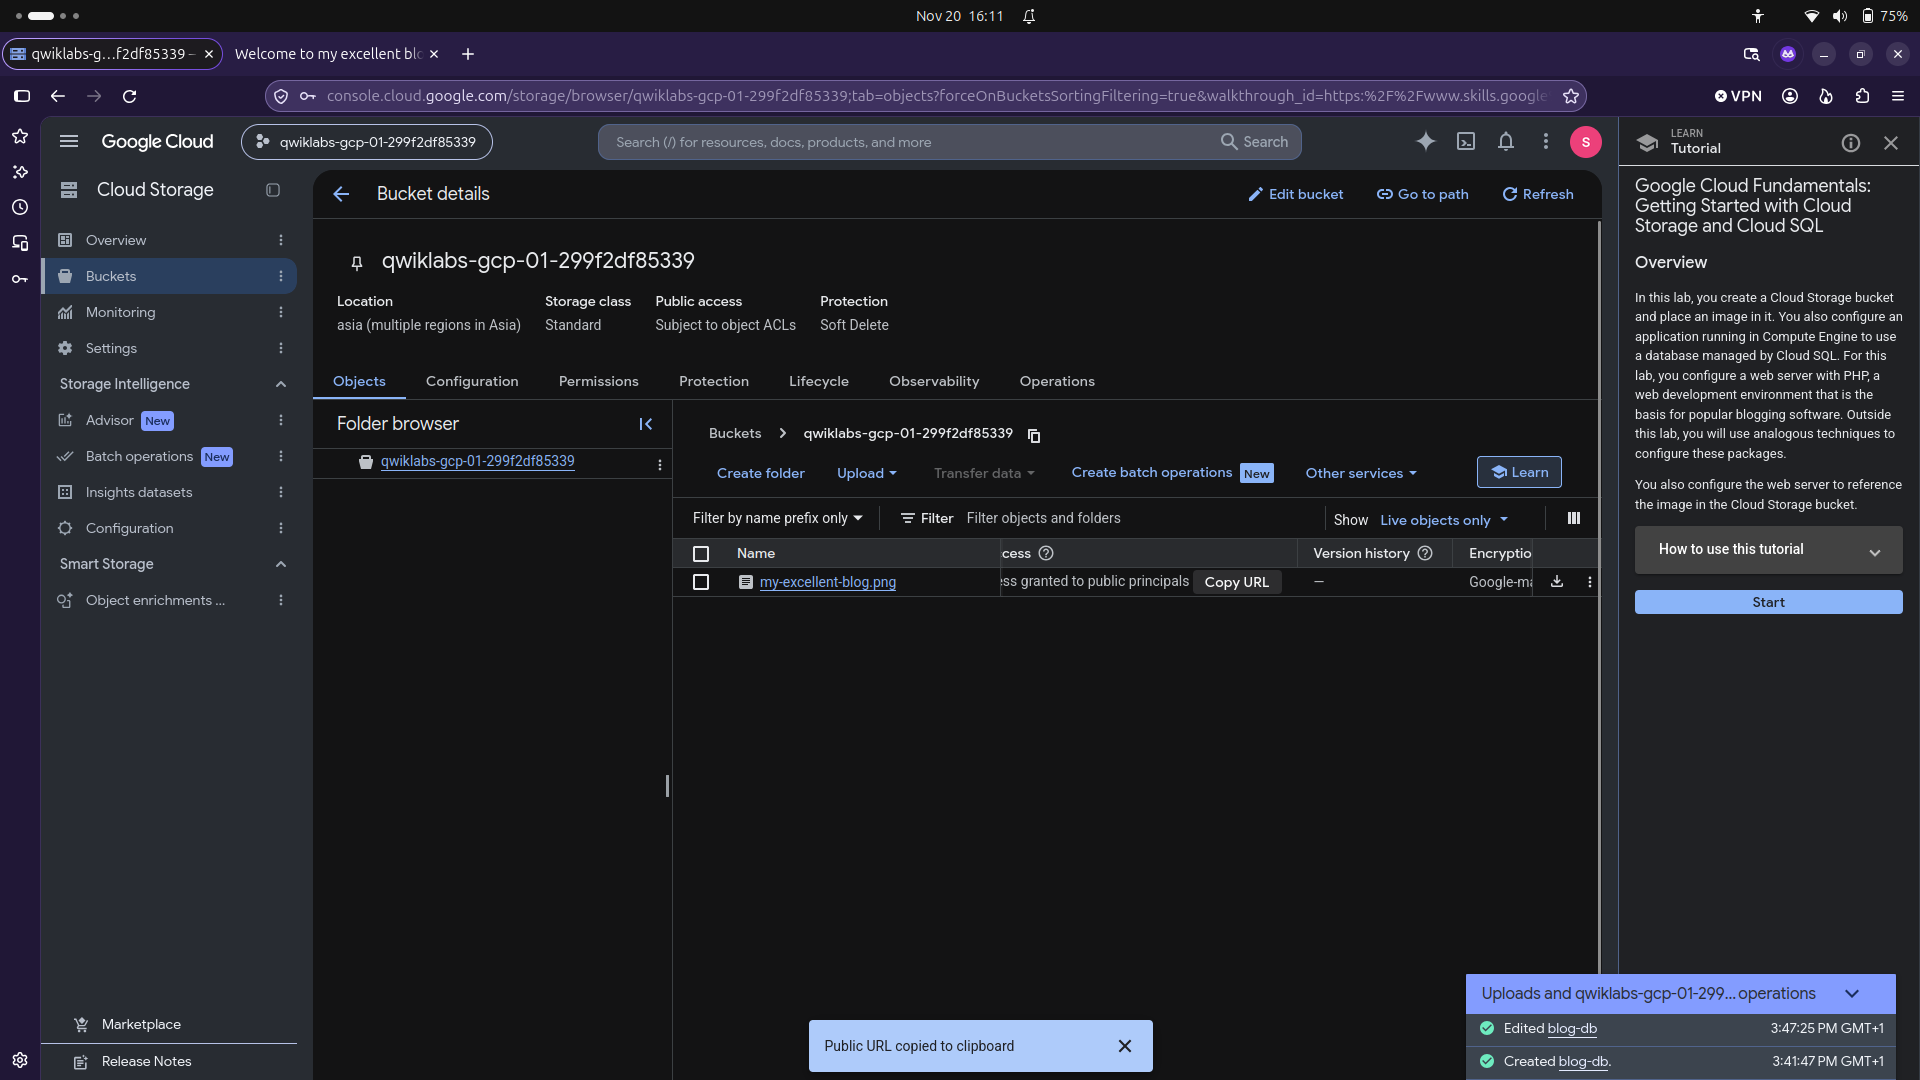 Nov 20 16:11
75%
qwiklabs-g…f2df85339 –
Welcome to my excellent blo
console.cloud.google.com/storage/browser/qwiklabs-gcp-01-299f2df85339;tab=objects?forceOnBucketsSortingFiltering=true&walkthrough_id=https:%2F%2Fwww.skills.google
VPN
Google Cloud
qwiklabs-gcp-01-299f2df85339
Search (/) for resources, docs, products, and more
Search
S
Cloud Storage
Overview
Buckets
Monitoring
Settings
Storage Intelligence
Advisor New
Batch operations New
Insights datasets
Configuration
Smart Storage
Object enrichments ...
Marketplace
Release Notes
Bucket details
Edit bucket
Go to path
Refresh
qwiklabs-gcp-01-299f2df85339
Location
asia (multiple regions in Asia)
Storage class
Standard
Public access
Subject to object ACLs
Protection
Soft Delete
Objects
Configuration
Permissions
Protection
Lifecycle
Observability
Operations
Folder browser
qwiklabs-gcp-01-299f2df85339
Buckets > qwiklabs-gcp-01-299f2df85339
Create folder
Upload
Transfer data
Create batch operations New
Other services
Learn
Filter by name prefix only
Filter
Filter objects and folders
Show
Live objects only
Name
cess
Version history
Encryptio
my-excellent-blog.png
ss granted to public principals
Copy URL
—
Google-ma
LEARN
Tutorial
Google Cloud Fundamentals:
Getting Started with Cloud
Storage and Cloud SQL
Overview
In this lab, you create a Cloud Storage bucket
and place an image in it. You also configure an
application running in Compute Engine to use
a database managed by Cloud SQL. For this
lab, you configure a web server with PHP, a
web development environment that is the
basis for popular blogging software. Outside
this lab, you will use analogous techniques to
configure these packages.
You also configure the web server to reference
the image in the Cloud Storage bucket.
How to use this tutorial
Start
Uploads and qwiklabs-gcp-01-299... operations
Edited blog-db
3:47:25 PM GMT+1
Created blog-db.
3:41:47 PM GMT+1
Public URL copied to clipboard